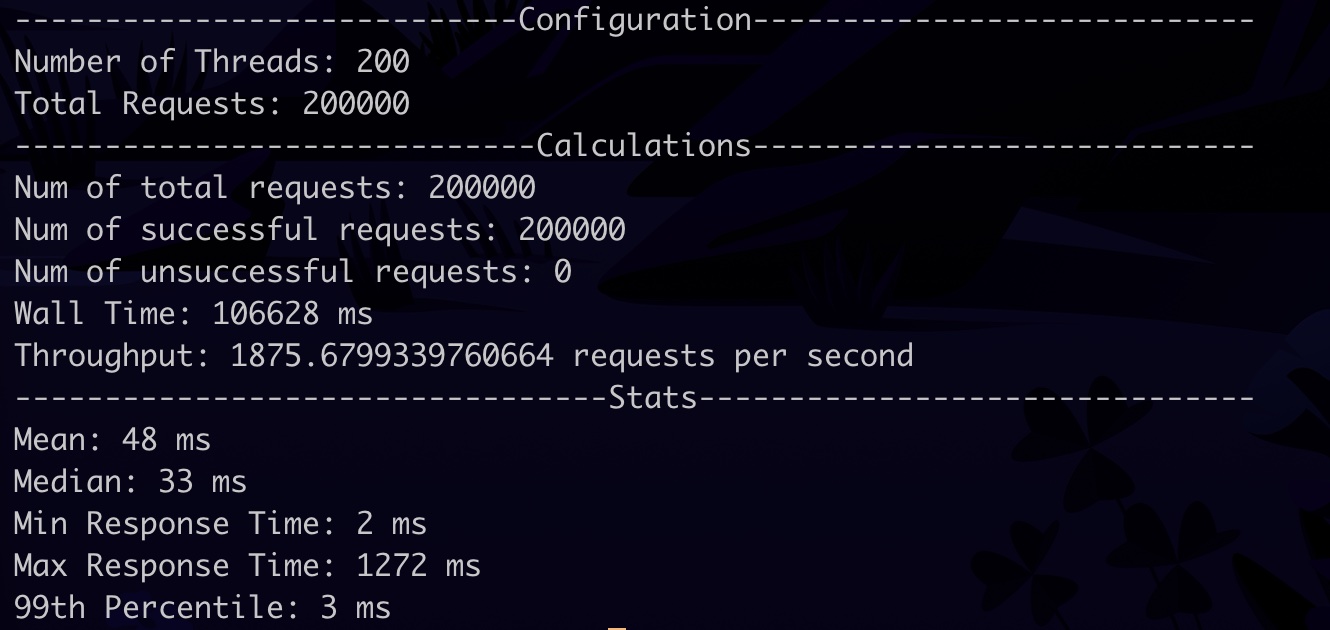 ----------------------------Configuration----------------------------
Number of Threads: 200
Total Requests: 200000
-----------------------------Calculations----------------------------
Num of total requests: 200000
Num of successful requests: 200000
Num of unsuccessful requests: 0
Wall Time: 106628 ms
Throughput: 1875.6799339760664 requests per second
---------------------------------Stats-------------------------------
Mean: 48 ms
Median: 33 ms
Min Response Time: 2 ms
Max Response Time: 1272 ms
99th Percentile: 3 ms